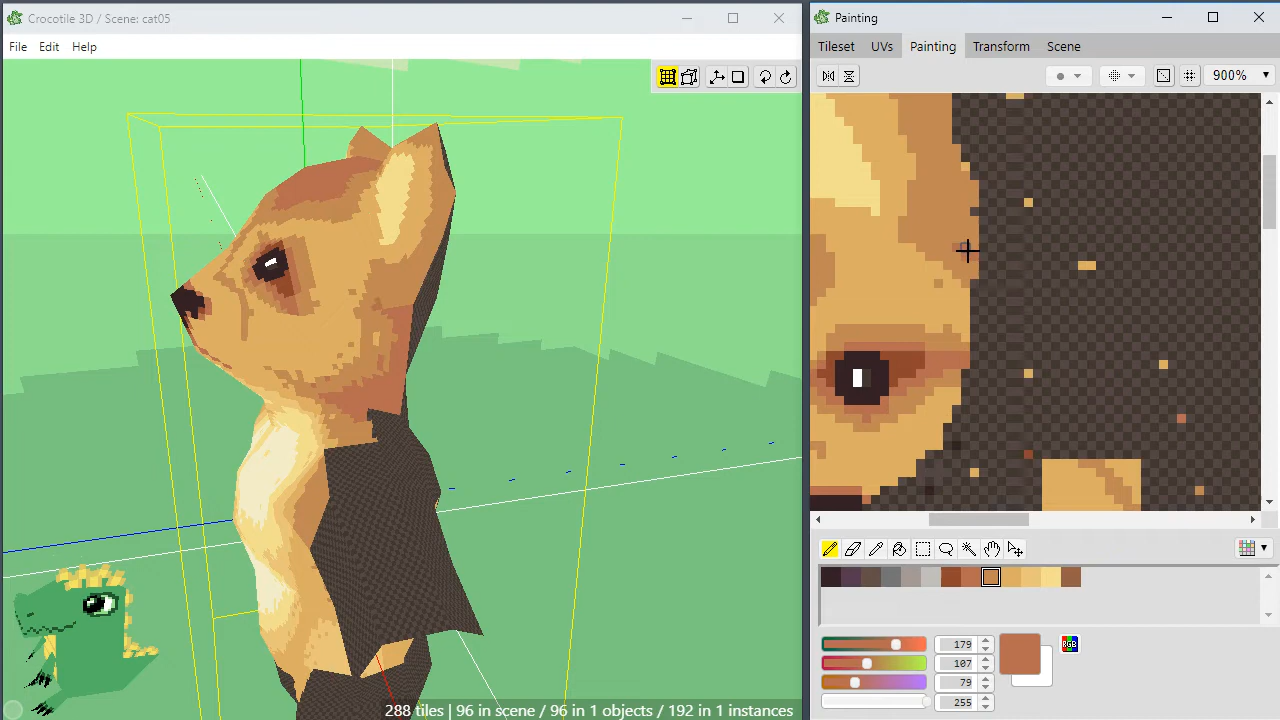 Crocotile 3D / Scene: cat05
File Edit Help
Painting
Tileset UVs Painting Transform Scene
900%
179
107
79
255
RGB
288 tiles | 96 in scene / 96 in 1 objects / 192 in 1 instances